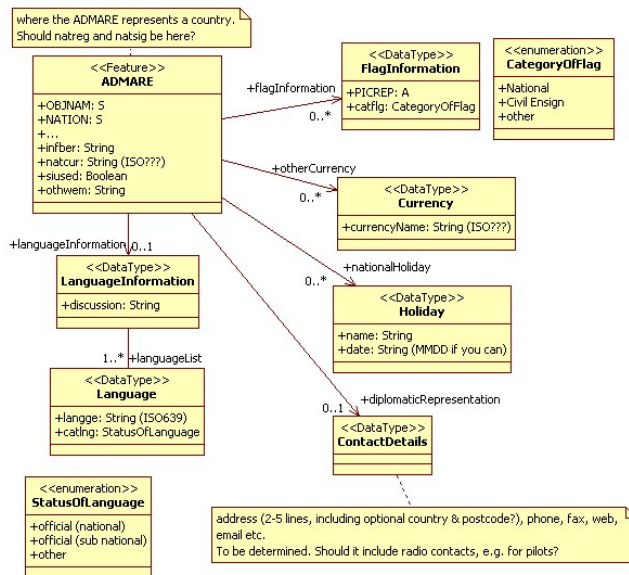 where the ADMARE represents a country.
Should natreg and natsig be here?
<<Feature>>
ADMARE
+OBJNAM: S
+NATION: S
+...
+infber: String
+natcur: String (ISO???)
+siused: Boolean
+othwem: String
+flagInformation
0..*
<<DataType>>
FlagInformation
+PICREP: A
+catflg: CategoryOfFlag
<<enumeration>>
CategoryOfFlag
+National
+Civil Ensign
+other
+otherCurrency
0..*
<<DataType>>
Currency
+currencyName: String (ISO???)
+languageInformation
0..1
<<DataType>>
LanguageInformation
+discussion: String
+nationalHoliday
0..*
<<DataType>>
Holiday
+name: String
+date: String (MMDD if you can)
1..*
+languageList
<<DataType>>
Language
+langge: String (ISO639)
+catlng: StatusOfLanguage
+diplomaticRepresentation
0..1
<<DataType>>
ContactDetails
<<enumeration>>
StatusOfLanguage
+official (national)
+official (sub national)
+other
address (2-5 lines, including optional country & postcode?), phone, fax, web,
email etc.
To be determined. Should it include radio contacts, e.g. for pilots?